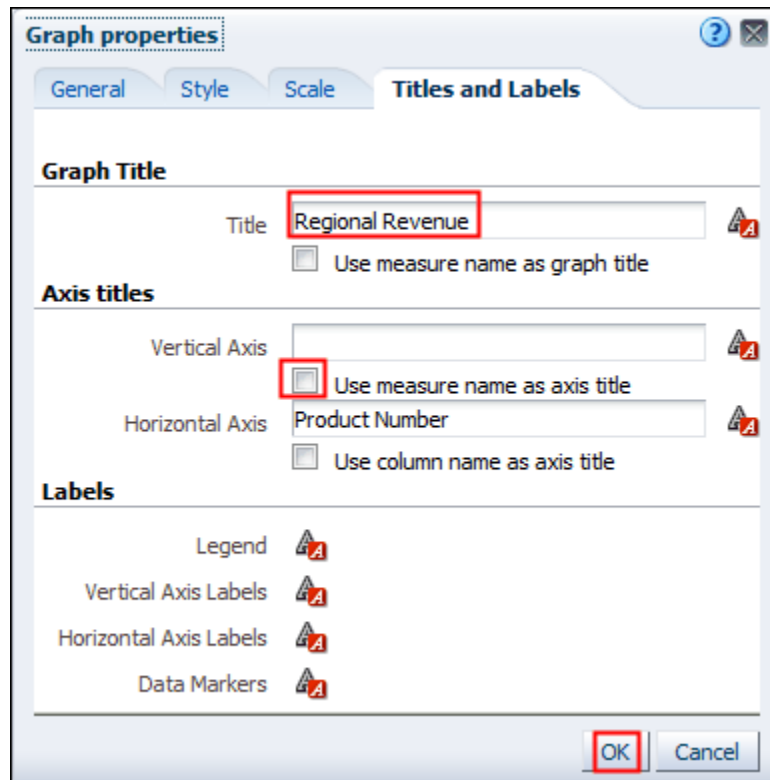 Graph properties
?
General Style Scale Titles and Labels
Graph Title
Title Regional Revenue
Use measure name as graph title
Axis titles
Vertical Axis
Use measure name as axis title
Horizontal Axis Product Number
Use column name as axis title
Labels
Legend
Vertical Axis Labels
Horizontal Axis Labels
Data Markers
OK Cancel